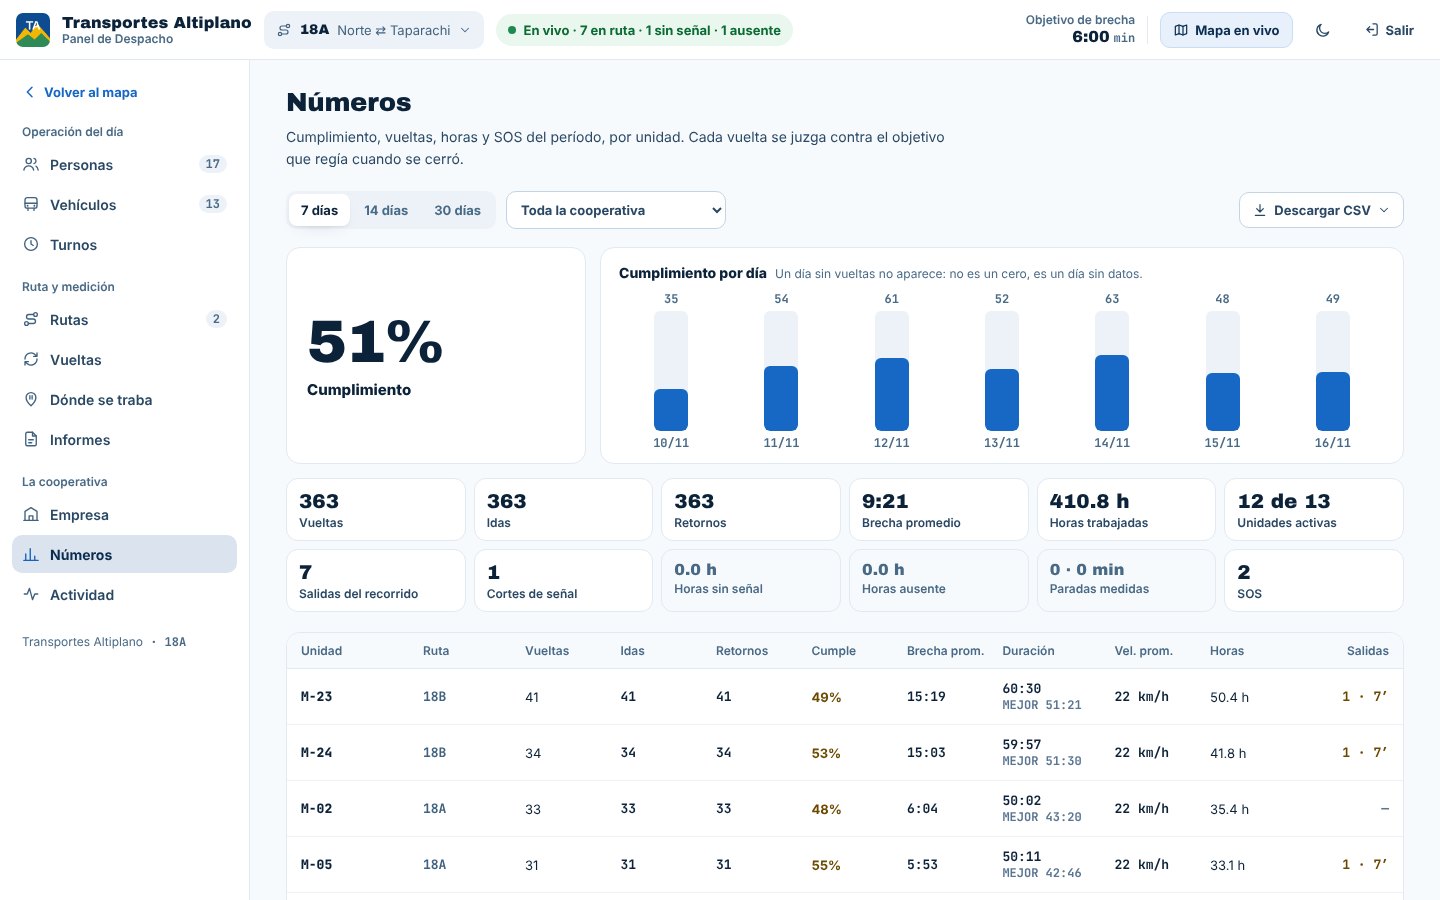 TA
Transportes Altiplano
Panel de Despacho
18A Norte ⇄ Taparachi
En vivo · 7 en ruta · 1 sin señal · 1 ausente
Objetivo de brecha
6:00 min
Mapa en vivo
Salir
Volver al mapa
Operación del día
Personas 17
Vehículos 13
Turnos
Ruta y medición
Rutas 2
Vueltas
Dónde se traba
Informes
La cooperativa
Empresa
Números
Actividad
Transportes Altiplano · 18A
Números
Cumplimiento, vueltas, horas y SOS del período, por unidad. Cada vuelta se juzga contra el objetivo
que regía cuando se cerró.
7 días 14 días 30 días Toda la cooperativa Descargar CSV
51%
Cumplimiento
Cumplimiento por día Un día sin vueltas no aparece: no es un cero, es un día sin datos.
35 54 61 52 63 48 49
10/11 11/11 12/11 13/11 14/11 15/11 16/11
363 363 363 9:21 410.8 h 12 de 13
Vueltas Idas Retornos Brecha promedio Horas trabajadas Unidades activas
7 1 0.0 h 0.0 h 0 · 0 min 2
Salidas del recorrido Cortes de señal Horas sin señal Horas ausente Paradas medidas SOS
Unidad Ruta Vueltas Idas Retornos Cumple Brecha prom. Duración Vel. prom. Horas Salidas
M-23 18B 41 41 41 49% 15:19 60:30 22 km/h 50.4 h 1 · 7′
MEJOR 51:21
M-24 18B 34 34 34 53% 15:03 59:57 22 km/h 41.8 h 1 · 7′
MEJOR 51:30
M-02 18A 33 33 33 48% 6:04 50:02 22 km/h 35.4 h —
MEJOR 43:20
M-05 18A 31 31 31 55% 5:53 50:11 22 km/h 33.1 h 1 · 7′
MEJOR 42:46